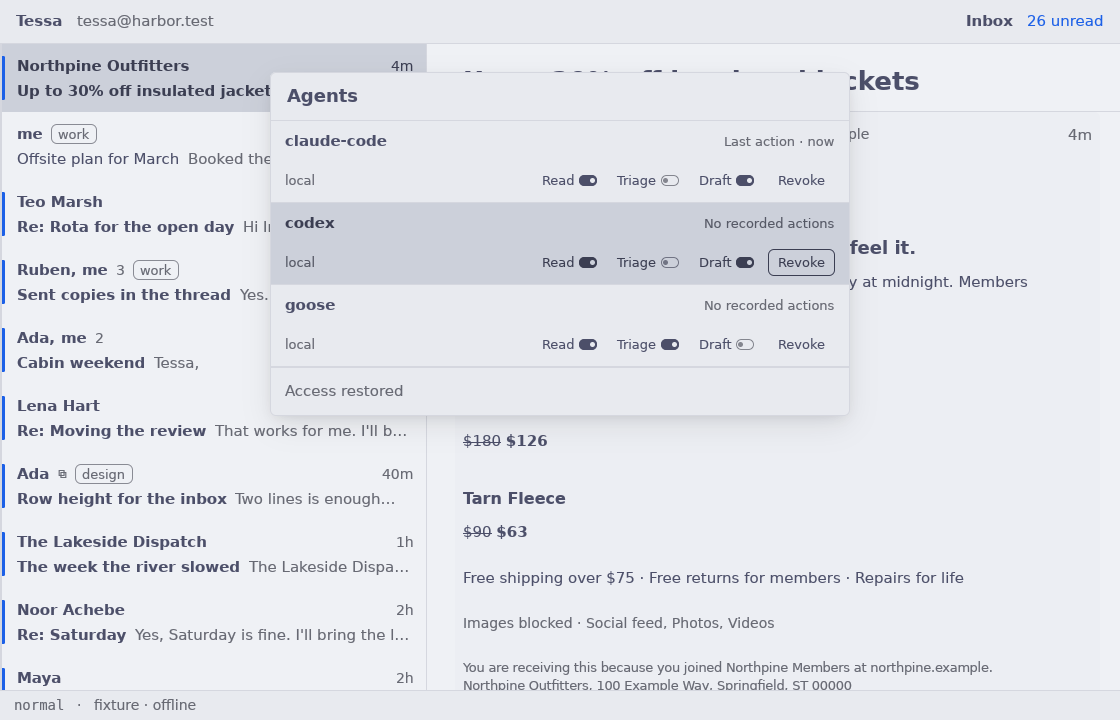 Tessa tessa@harbor.test
Inbox 26 unread
Northpine Outfitters 4m
Up to 30% off insulated jacket
me work
Offsite plan for March Booked the
Teo Marsh
Re: Rota for the open day Hi
Ruben, me 3 work
Sent copies in the thread Yes.
Ada, me 2
Cabin weekend Tessa,
Lena Hart
Re: Moving the review That works for me. I'll b…
Ada design 40m
Row height for the inbox Two lines is enough…
The Lakeside Dispatch 1h
The week the river slowed The Lakeside Dispa…
Noor Achebe 2h
Re: Saturday Yes, Saturday is fine. I'll bring the l…
Maya 2h
Agents
claude-code Last action · now
local Read Triage Draft Revoke
codex No recorded actions
local Read Triage Draft Revoke
goose No recorded actions
local Read Triage Draft Revoke
Access restored
ckets
ple 4m
feel it.
y at midnight. Members
$180 $126
Tarn Fleece
$90 $63
Free shipping over $75 · Free returns for members · Repairs for life
Images blocked · Social feed, Photos, Videos
You are receiving this because you joined Northpine Members at northpine.example.
Northpine Outfitters, 100 Example Way, Springfield, ST 00000
normal · fixture · offline